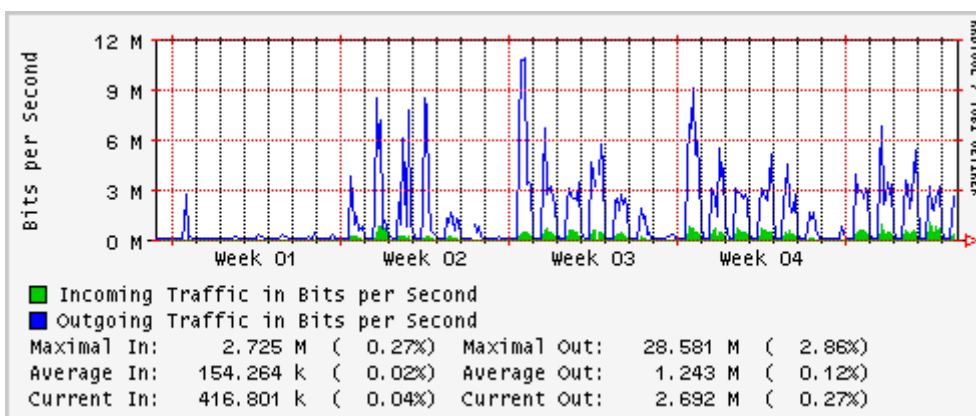 12 M
9 M
6 M
3 M
0 M
Bits per Second
Week 01 Week 02 Week 03 Week 04
Incoming Traffic in Bits per Second
Outgoing Traffic in Bits per Second
Maximal In: 2.725 M ( 0.27%) Maximal Out: 28.581 M ( 2.86%)
Average In: 154.264 k ( 0.02%) Average Out: 1.243 M ( 0.12%)
Current In: 416.801 k ( 0.04%) Current Out: 2.692 M ( 0.27%)